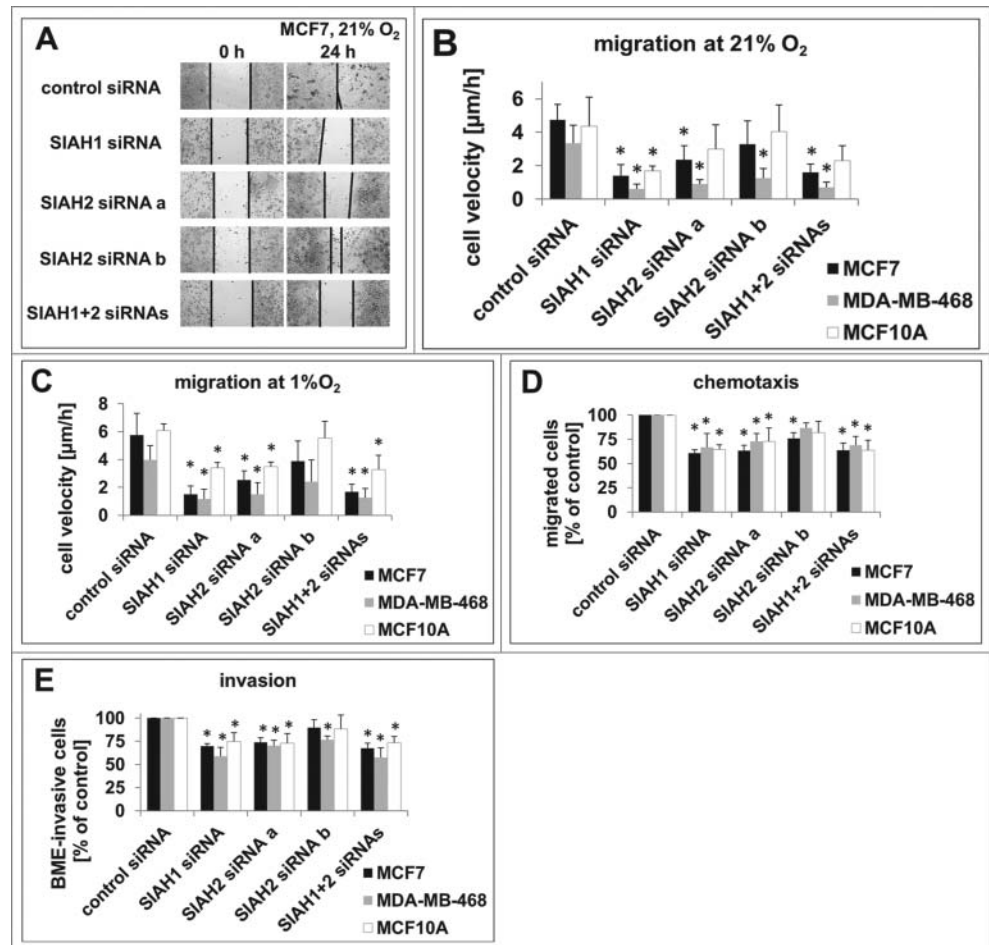 A
MCF7, 21% O₂
0 h
24 h
control siRNA
SIAH1 siRNA
SIAH2 siRNA a
SIAH2 siRNA b
SIAH1+2 siRNAs
B
migration at 21% O₂
cell velocity [µm/h]
6
4
2
0
* * *
* *
*
* *
control siRNA
SIAH1 siRNA
SIAH2 siRNA a
SIAH2 siRNA b
SIAH1+2 siRNAs
MCF7
MDA-MB-468
MCF10A
C
migration at 1%O₂
cell velocity [µm/h]
8
6
4
2
0
* * *
* * *
* * *
control siRNA
SIAH1 siRNA
SIAH2 siRNA a
SIAH2 siRNA b
SIAH1+2 siRNAs
MCF7
MDA-MB-468
MCF10A
D
chemotaxis
migrated cells
[% of control]
100
75
50
25
0
* * *
* * *
*
* * *
control siRNA
SIAH1 siRNA
SIAH2 siRNA a
SIAH2 siRNA b
SIAH1+2 siRNAs
MCF7
MDA-MB-468
MCF10A
E
invasion
BME-invasive cells
[% of control]
100
75
50
25
0
* * *
* * *
*
* * *
control siRNA
SIAH1 siRNA
SIAH2 siRNA a
SIAH2 siRNA b
SIAH1+2 siRNAs
MCF7
MDA-MB-468
MCF10A